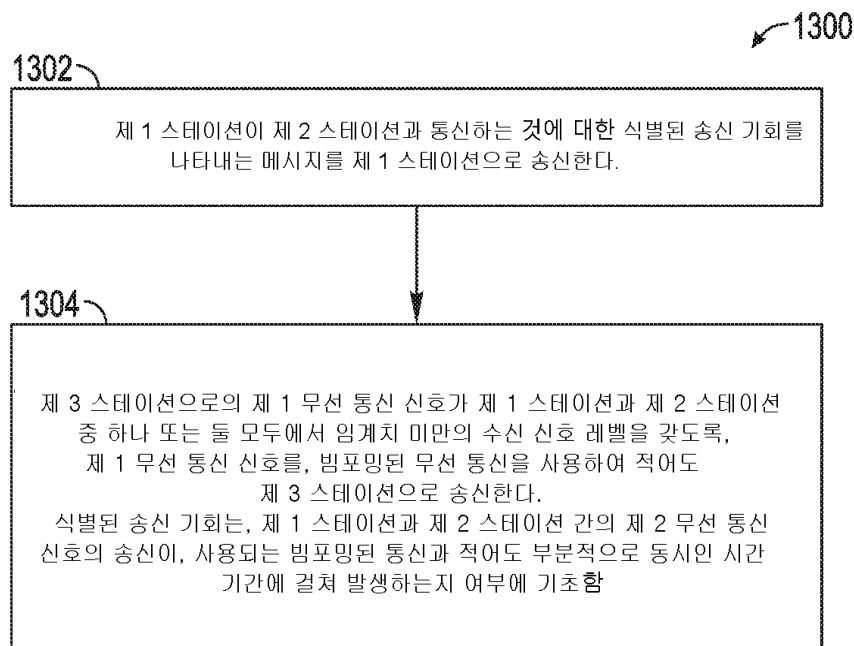 1300
1302
제 1 스테이션이 제 2 스테이션과 통신하는 것에 대한 식별된 송신 기회를
나타내는 메시지를 제 1 스테이션으로 송신한다.
1304
제 3 스테이션으로의 제 1 무선 통신 신호가 제 1 스테이션과 제 2 스테이션
중 하나 또는 둘 모두에서 임계치 미만의 수신 신호 레벨을 갖도록,
제 1 무선 통신 신호를, 빔포밍된 무선 통신을 사용하여 적어도
제 3 스테이션으로 송신한다.
식별된 송신 기회는, 제 1 스테이션과 제 2 스테이션 간의 제 2 무선 통신
신호의 송신이, 사용되는 빔포밍된 통신과 적어도 부분적으로 동시인 시간
기간에 걸쳐 발생하는지 여부에 기초함